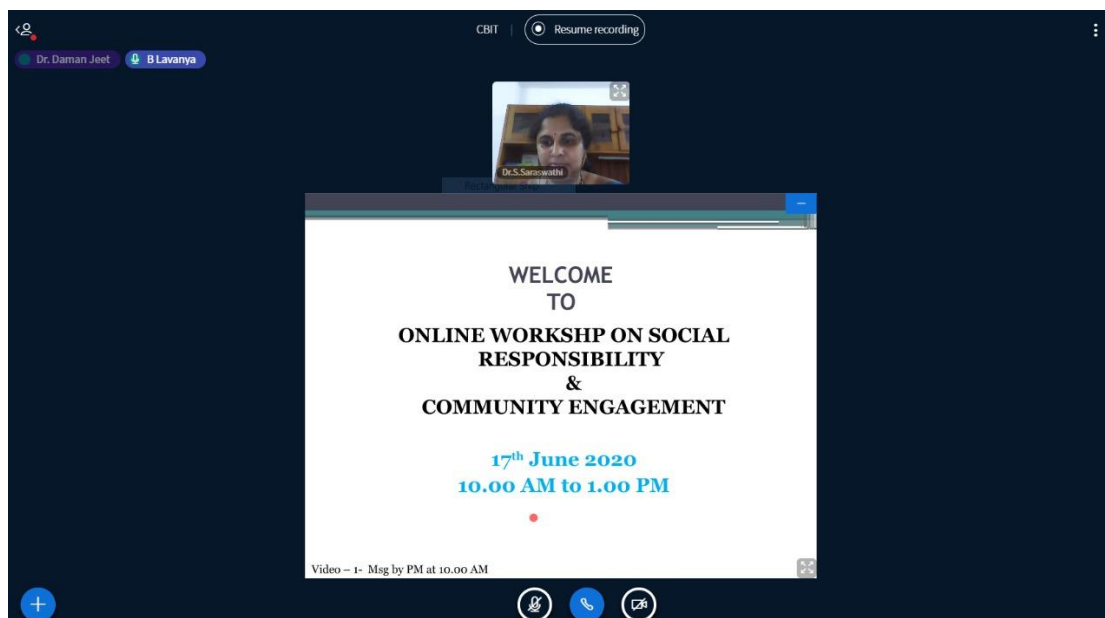 CBIT | Resume recording
Dr. Daman Jeet B Lavanya
Dr.S.Saraswathi
WELCOME
TO
ONLINE WORKSHP ON SOCIAL
RESPONSIBILITY
&
COMMUNITY ENGAGEMENT
17th June 2020
10.00 AM to 1.00 PM
Video – 1- Msg by PM at 10.00 AM